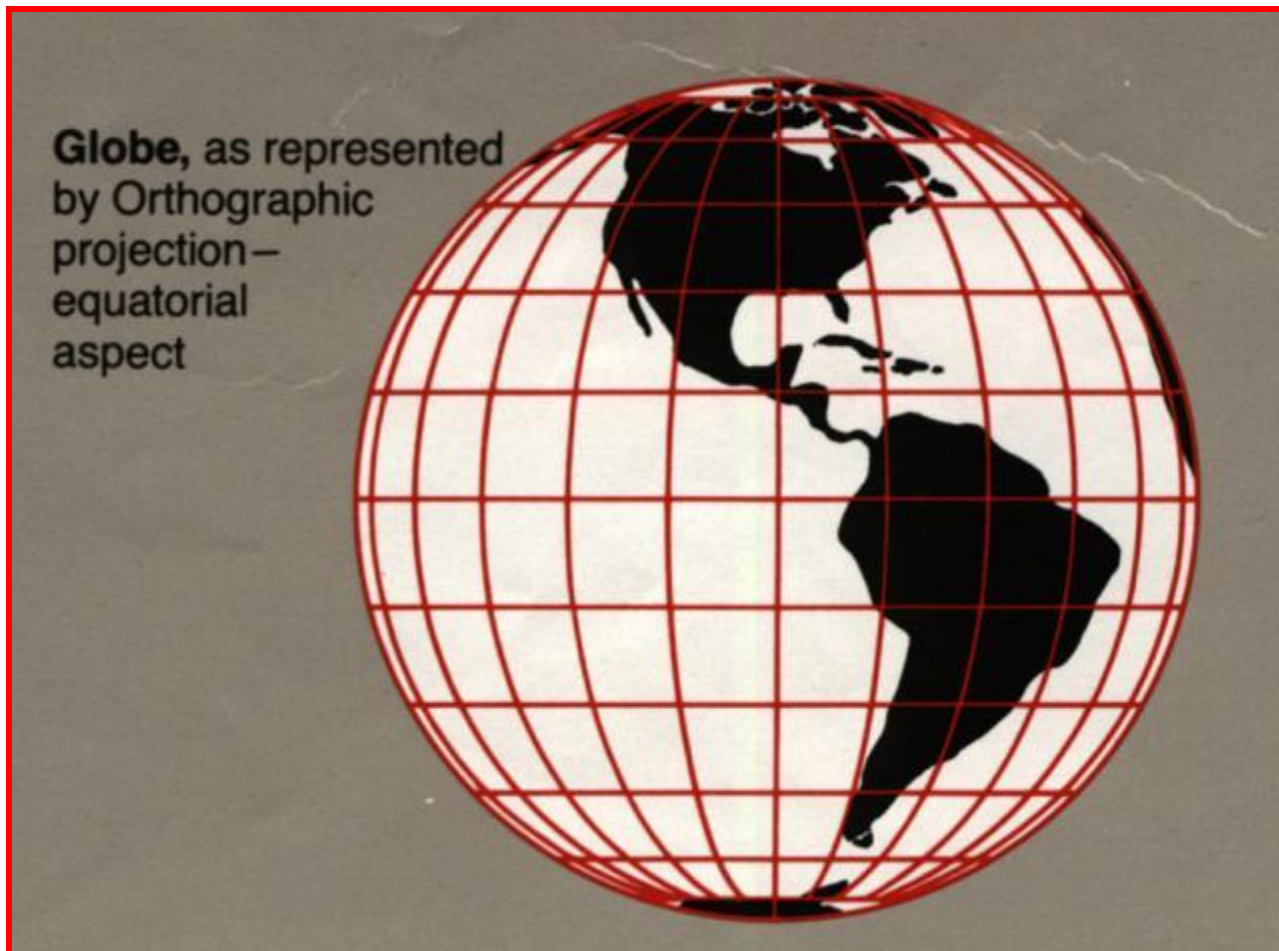 Globe, as represented
by Orthographic
projection–
equatorial
aspect